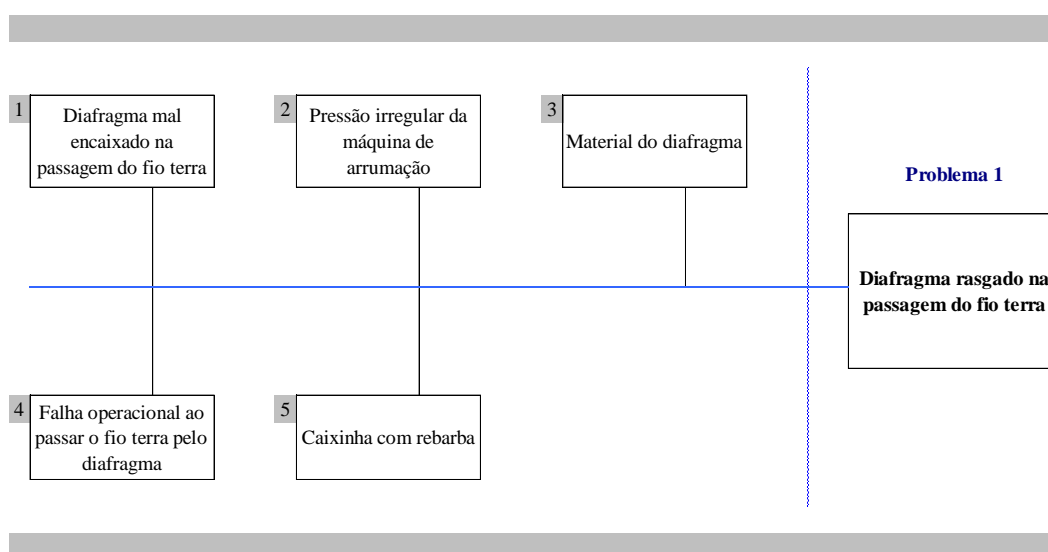 1
Diafragma mal
encaixado na
passagem do fio terra
2
Pressão irregular da
máquina de
arrumação
3
Material do diafragma
Problema 1
Diafragma rasgado na
passagem do fio terra
4
Falha operacional ao
passar o fio terra pelo
diafragma
5
Caixinha com rebarba